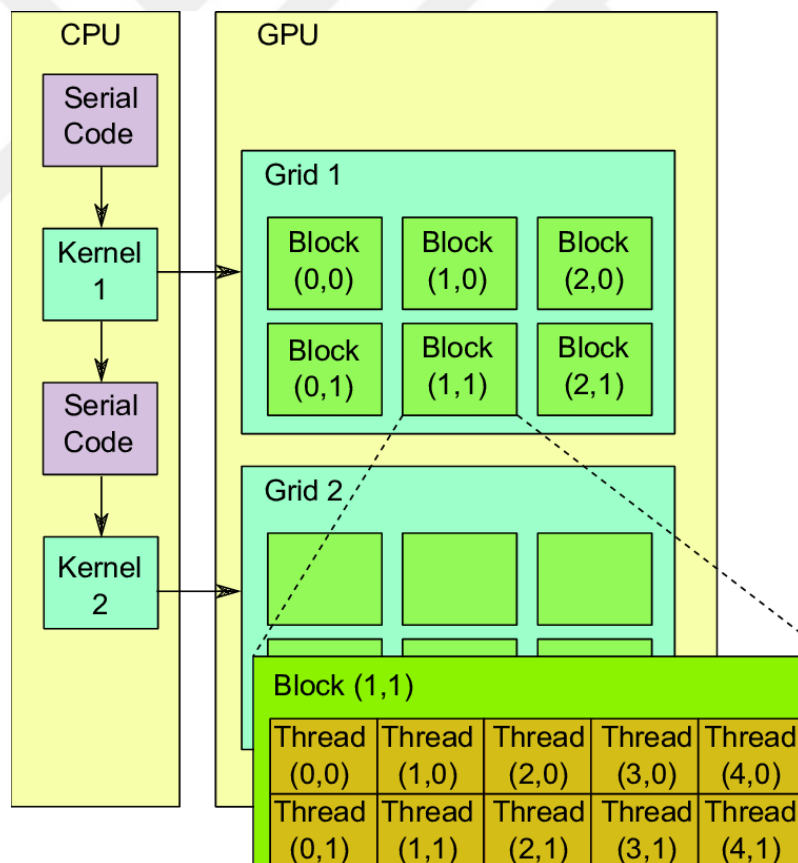 CPU
GPU
Serial
Code
Kernel
1
Serial
Code
Kernel
2
Grid 1
Block
(0,0)
Block
(1,0)
Block
(2,0)
Block
(0,1)
Block
(1,1)
Block
(2,1)
Grid 2
Block (1,1)
Thread
(0,0)
Thread
(1,0)
Thread
(2,0)
Thread
(3,0)
Thread
(4,0)
Thread
(0,1)
Thread
(1,1)
Thread
(2,1)
Thread
(3,1)
Thread
(4,1)